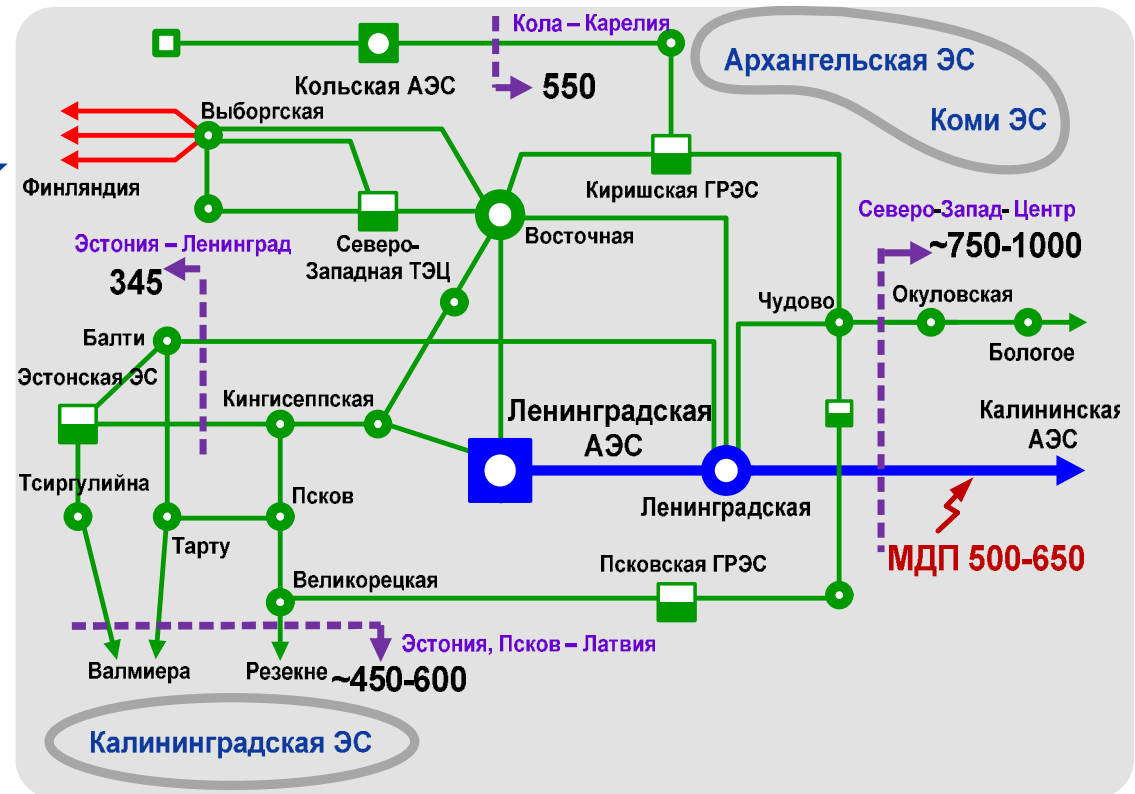 Кола – Карелия
550
Архангельская ЭС
Коми ЭС
Кольская АЭС
Выборгская
Финляндия
Киришская ГРЭС
Северо-Запад- Центр
~750-1000
Эстония – Ленинград
345
Северо-
Западная ТЭЦ
Восточная
Чудово
Окуловская
Бологое
Балти
Эстонская ЭС
Кингисеппская
Ленинградская
АЭС
Калининская
АЭС
Тсиргулийна
Псков
Ленинградская
Тарту
МДП 500-650
Великорецкая
Псковская ГРЭС
Эстония, Псков – Латвия
~450-600
Валмиера
Резекне
Калининградская ЭС